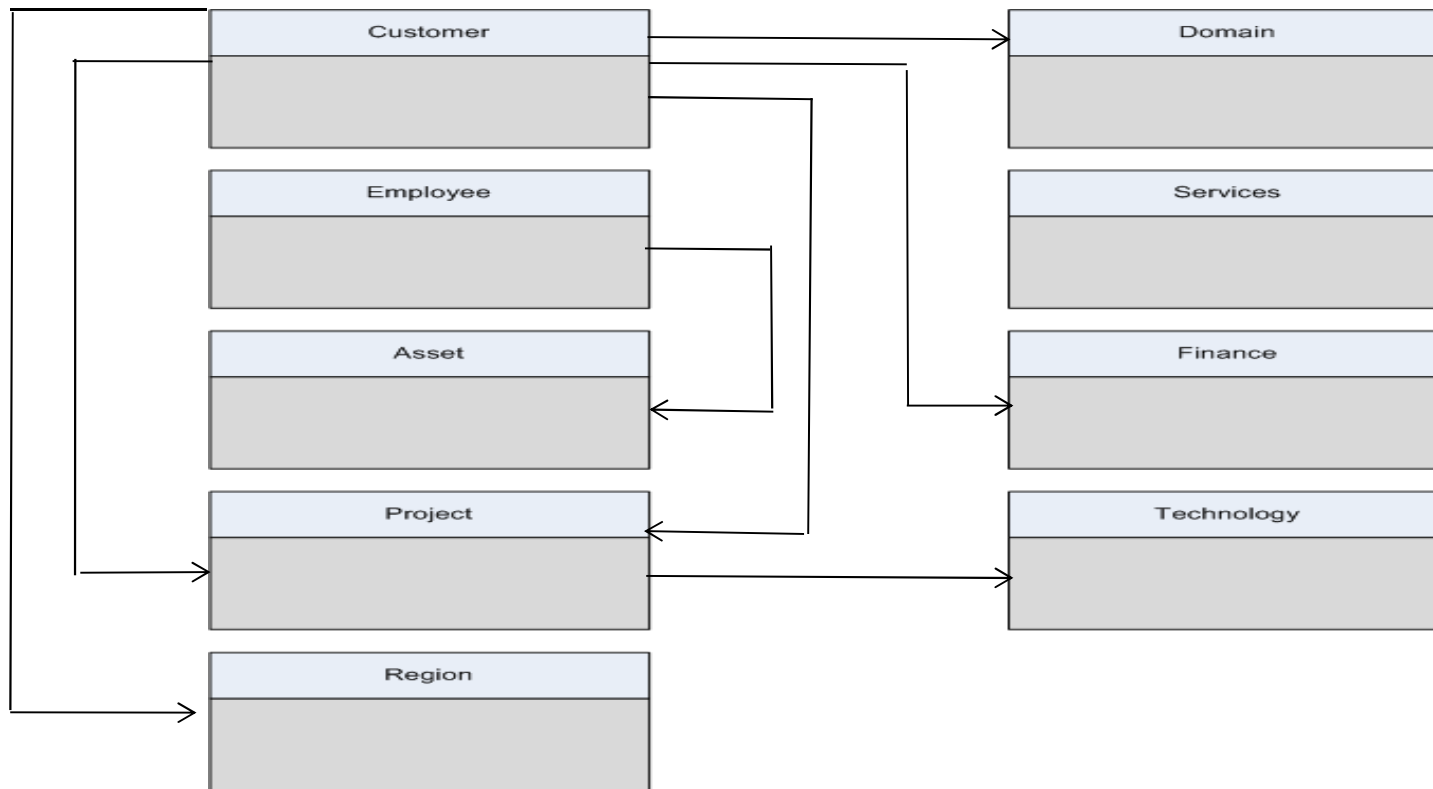 Customer
Domain
Employee
Services
Asset
Finance
Project
Technology
Region